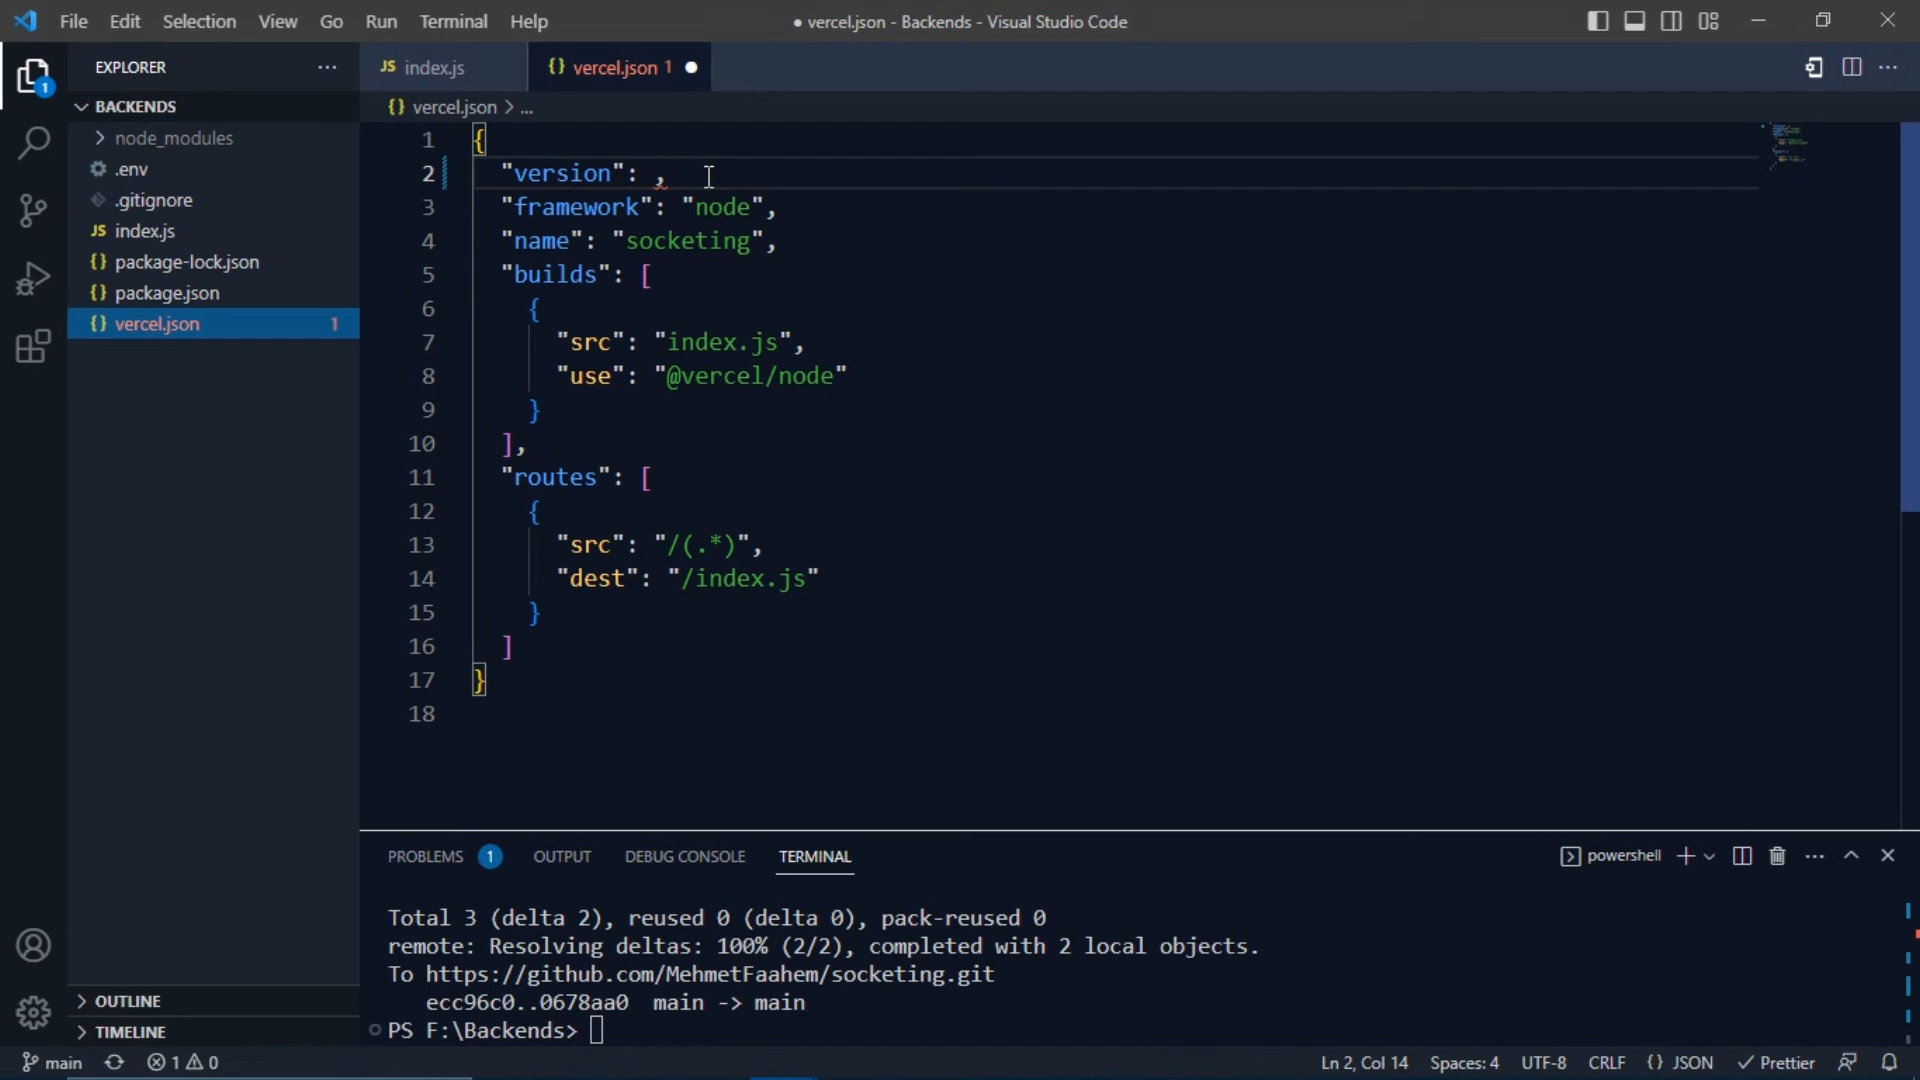 File Edit Selection View Go Run Terminal Help
● vercel.json - Backends - Visual Studio Code
EXPLORER
1
BACKENDS
node_modules
.env
.gitignore
JS index.js
{} package-lock.json
{} package.json
{} vercel.json 1
OUTLINE
TIMELINE
JS index.js
{} vercel.json 1 ●
{} vercel.json > ...
1 {
2 "version": ,
3 "framework": "node",
4 "name": "socketing",
5 "builds": [
6 {
7 "src": "index.js",
8 "use": "@vercel/node"
9 }
10 ],
11 "routes": [
12 {
13 "src": "/(.*)",
14 "dest": "/index.js"
15 }
16 ]
17 }
18
PROBLEMS 1 OUTPUT DEBUG CONSOLE TERMINAL
powershell
Total 3 (delta 2), reused 0 (delta 0), pack-reused 0
remote: Resolving deltas: 100% (2/2), completed with 2 local objects.
To https://github.com/MehmetFaahem/socketing.git
ecc96c0..0678aa0 main -> main
PS F:\Backends>
main 1 0
Ln 2, Col 14 Spaces: 4 UTF-8 CRLF {} JSON Prettier